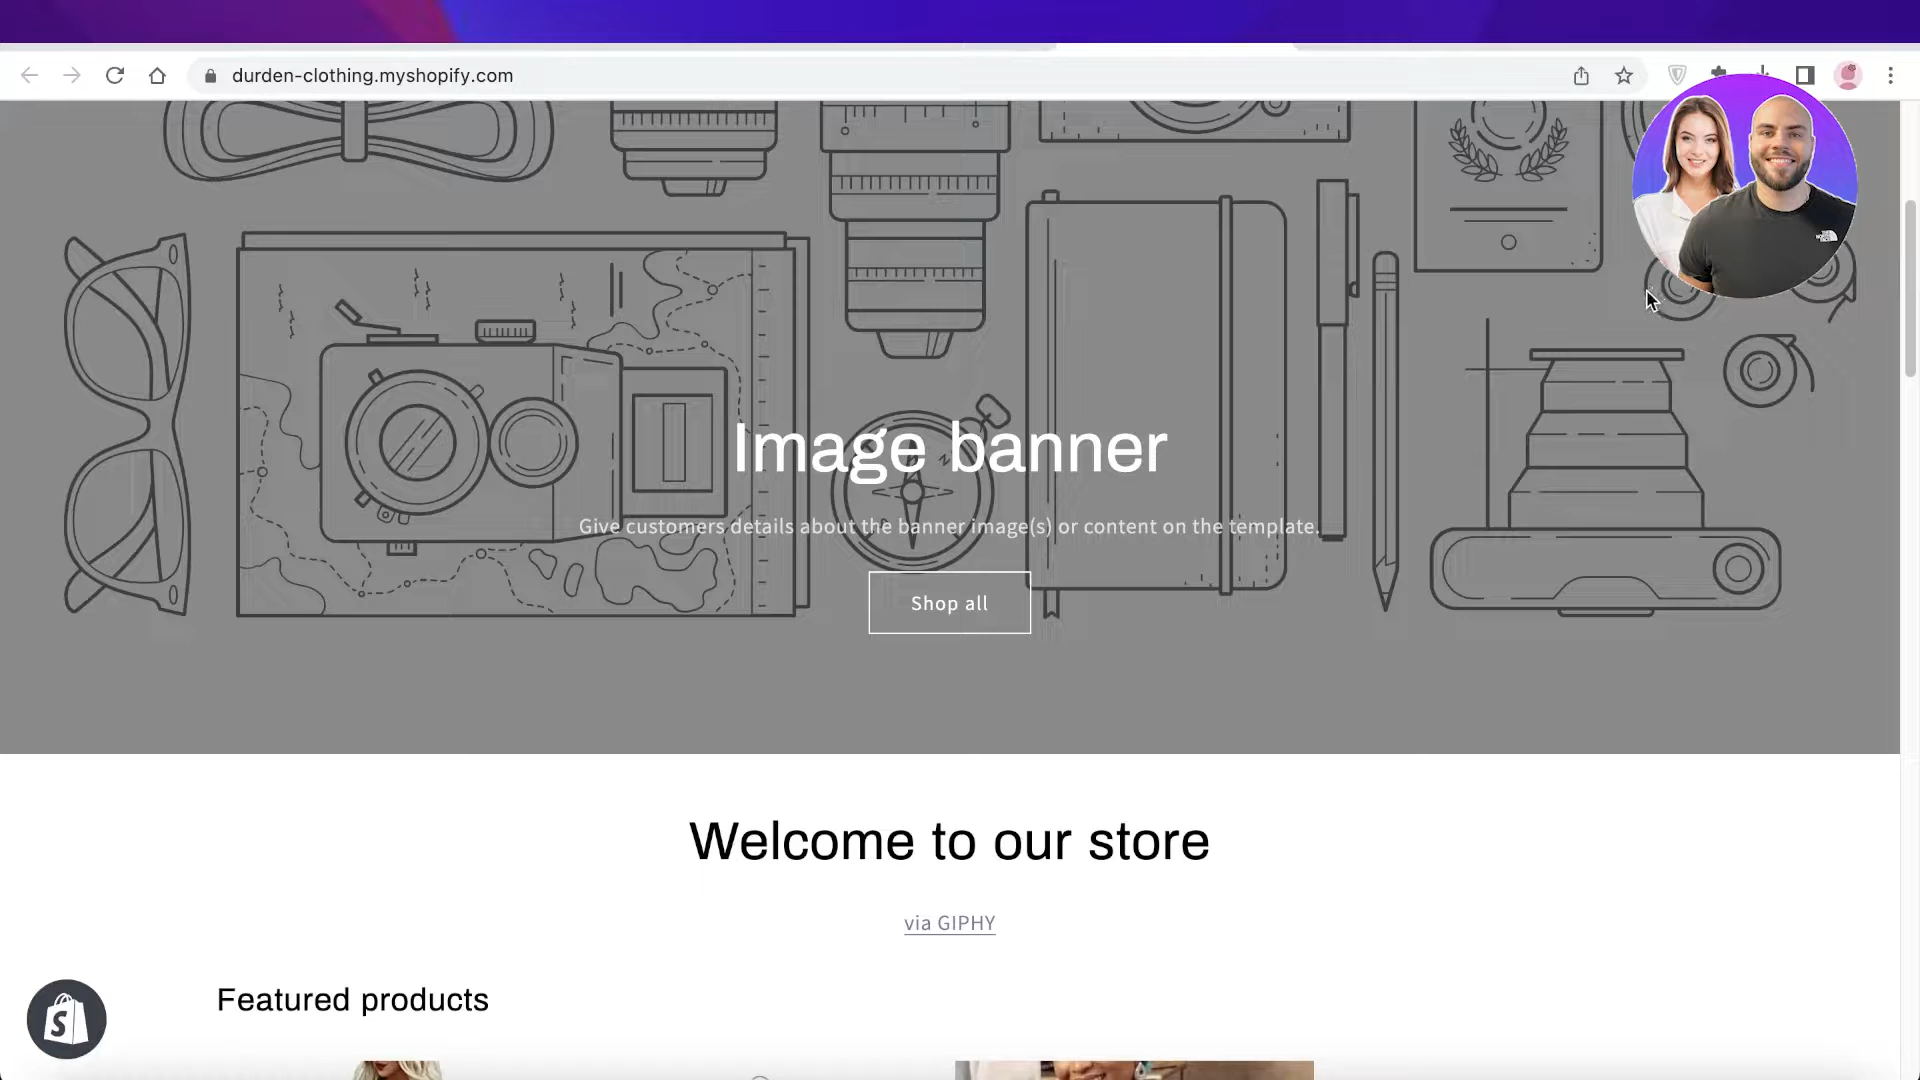 durden-clothing.myshopify.com
Image banner
Give customers details about the banner image(s) or content on the template.
Shop all
Welcome to our store
via GIPHY
Featured products